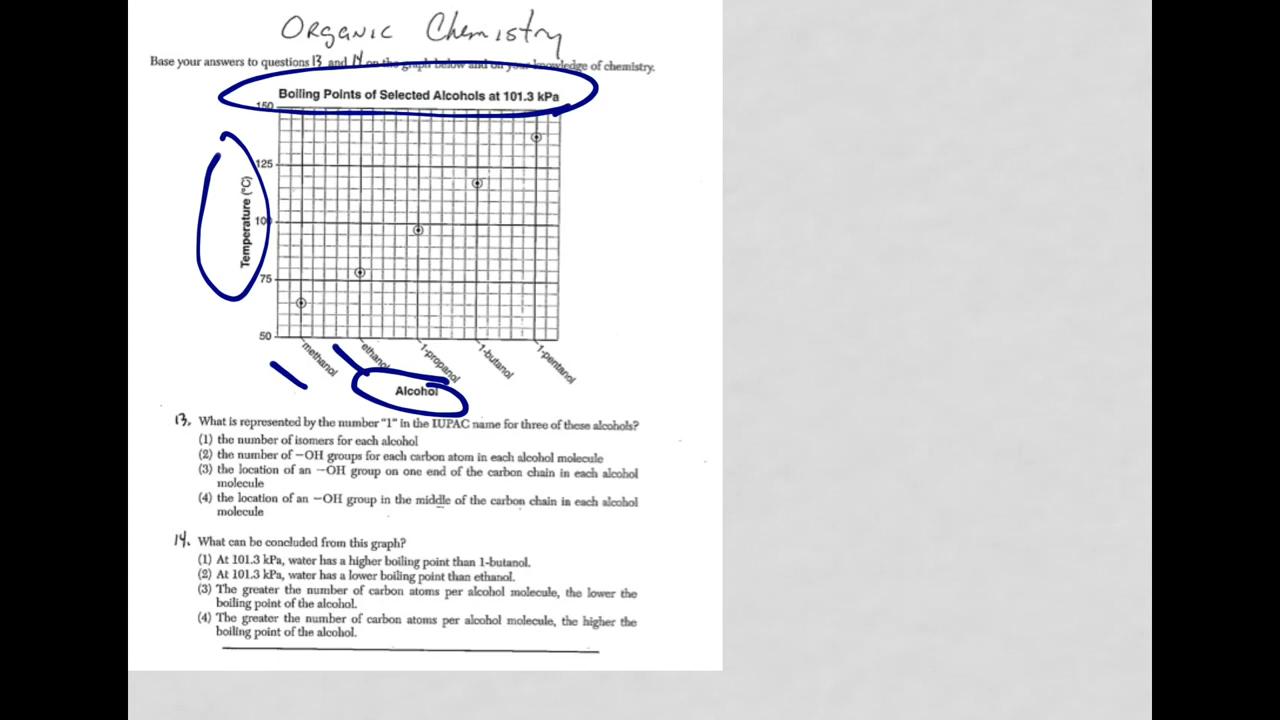 Organic Chemistry
Base your answers to questions 13 and 14 on the graph below and on your knowledge of chemistry.
Boiling Points of Selected Alcohols at 101.3 kPa
150
125
100
75
50
Temperature (°C)
methanol
ethanol
1-propanol
1-butanol
1-pentanol
Alcohol
13. What is represented by the number "1" in the IUPAC name for three of these alcohols?
(1) the number of isomers for each alcohol
(2) the number of −OH groups for each carbon atom in each alcohol molecule
(3) the location of an −OH group on one end of the carbon chain in each alcohol
molecule
(4) the location of an −OH group in the middle of the carbon chain in each alcohol
molecule
14. What can be concluded from this graph?
(1) At 101.3 kPa, water has a higher boiling point than 1-butanol.
(2) At 101.3 kPa, water has a lower boiling point than ethanol.
(3) The greater the number of carbon atoms per alcohol molecule, the lower the
boiling point of the alcohol.
(4) The greater the number of carbon atoms per alcohol molecule, the higher the
boiling point of the alcohol.